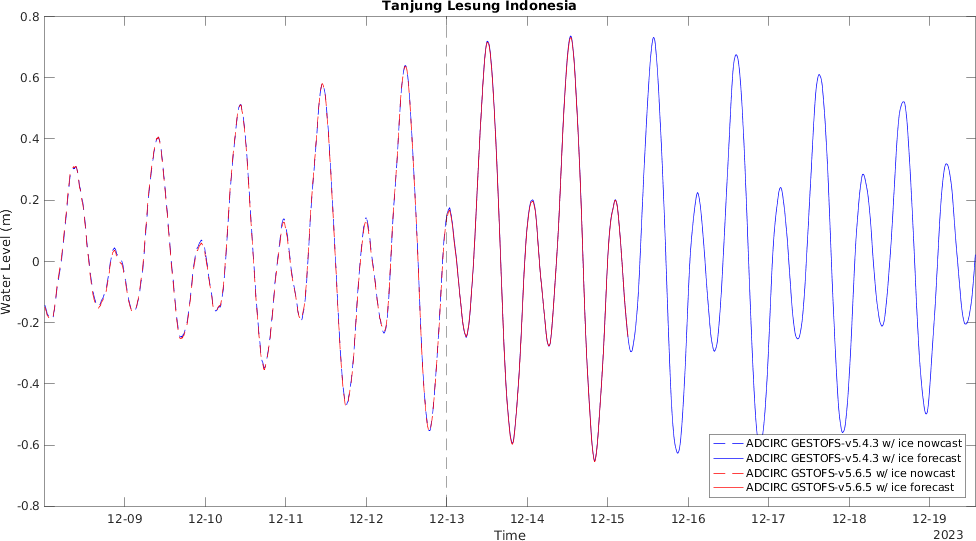 Tanjung Lesung Indonesia
Water Level (m)
0.8
0.6
0.4
0.2
0
-0.2
-0.4
-0.6
-0.8
ADCIRC GESTOFS-v5.4.3 w/ ice nowcast
ADCIRC GESTOFS-v5.4.3 w/ ice forecast
ADCIRC GSTOFS-v5.6.5 w/ ice nowcast
ADCIRC GSTOFS-v5.6.5 w/ ice forecast
12-09 12-10 12-11 12-12 12-13 12-14 12-15 12-16 12-17 12-18 12-19
Time
2023